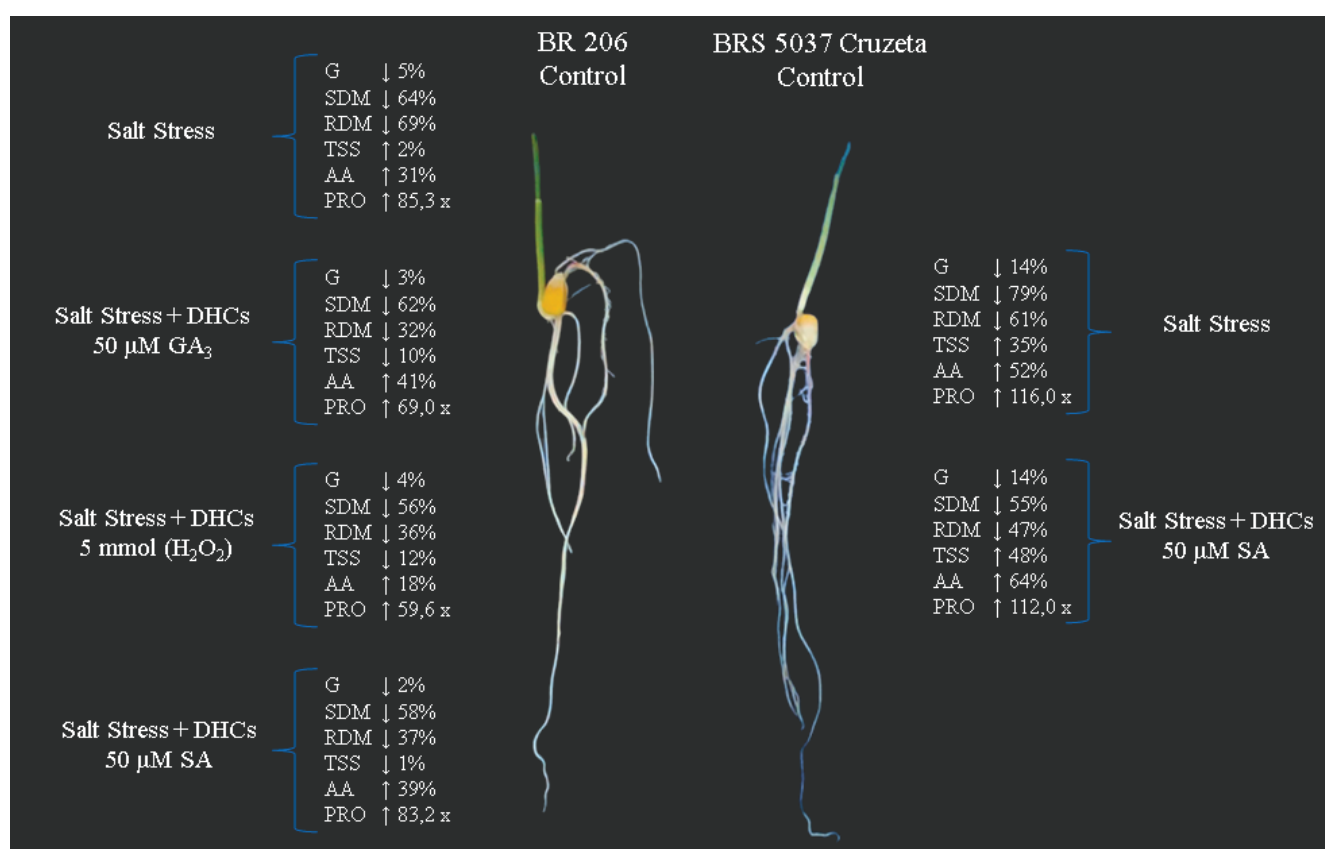 BR 206
Control
BRS 5037 Cruzeta
Control
Salt Stress
G ↓ 5%
SDM ↓ 64%
RDM ↓ 69%
TSS ↑ 2%
AA ↑ 31%
PRO ↑ 85,3 x
Salt Stress + DHCs
50 µM GA₃
G ↓ 3%
SDM ↓ 62%
RDM ↓ 32%
TSS ↓ 10%
AA ↑ 41%
PRO ↑ 69,0 x
Salt Stress + DHCs
5 mmol (H₂O₂)
G ↓ 4%
SDM ↓ 56%
RDM ↓ 36%
TSS ↓ 12%
AA ↑ 18%
PRO ↑ 59,6 x
Salt Stress + DHCs
50 µM SA
G ↓ 2%
SDM ↓ 58%
RDM ↓ 37%
TSS ↓ 1%
AA ↑ 39%
PRO ↑ 83,2 x
G ↓ 14%
SDM ↓ 79%
RDM ↓ 61%
TSS ↑ 35%
AA ↑ 52%
PRO ↑ 116,0 x
Salt Stress
G ↓ 14%
SDM ↓ 55%
RDM ↓ 47%
TSS ↑ 48%
AA ↑ 64%
PRO ↑ 112,0 x
Salt Stress + DHCs
50 µM SA